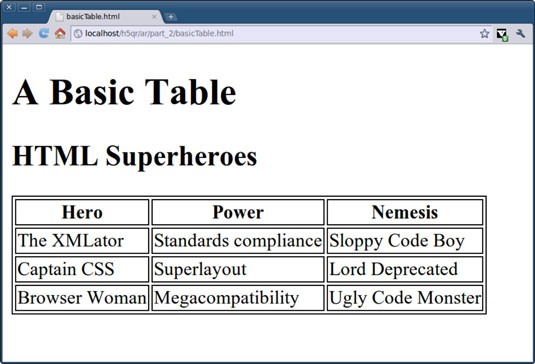 basicTable.html
localhost/h5qr/ar/part_2/basicTable.html
A Basic Table
HTML Superheroes
Hero Power Nemesis
The XMLator Standards compliance Sloppy Code Boy
Captain CSS Superlayout Lord Deprecated
Browser Woman Megacompatibility Ugly Code Monster